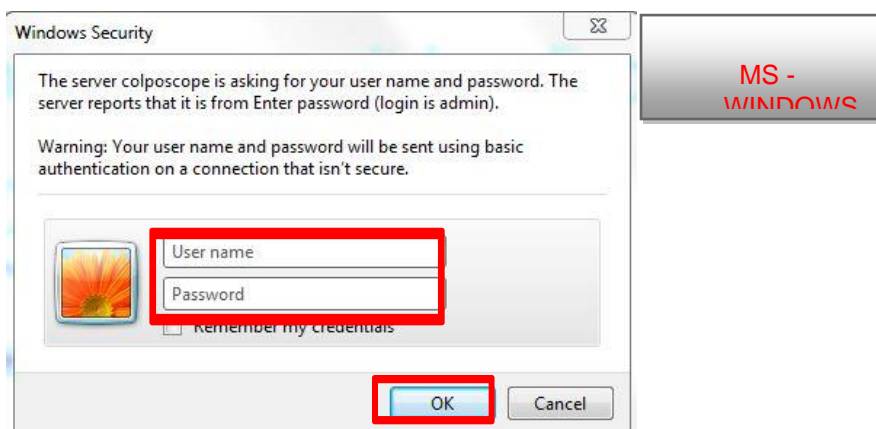 Windows Security
The server colposcope is asking for your user name and password. The
server reports that it is from Enter password (login is admin).
Warning: Your user name and password will be sent using basic
authentication on a connection that isn't secure.
User name
Password
Remember my credentials
OK
Cancel
MS -
WINDOWS